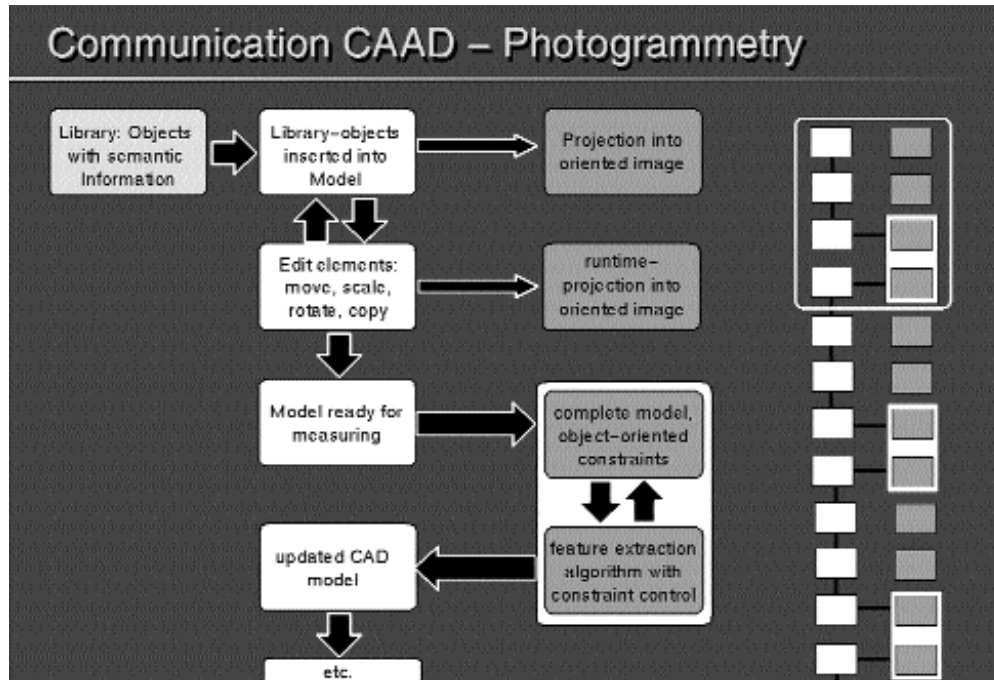 Communication CAAD – Photogrammetry
Library: Objects
with semantic
Information
Library-objects
inserted into
Model
Projection into
oriented image
Edit elements:
move, scale,
rotate, copy
runtime-
projection into
oriented image
Model ready for
measuring
complete model,
object-oriented
constraints
updated CAD
model
feature extraction
algorithm with
constraint control
etc.